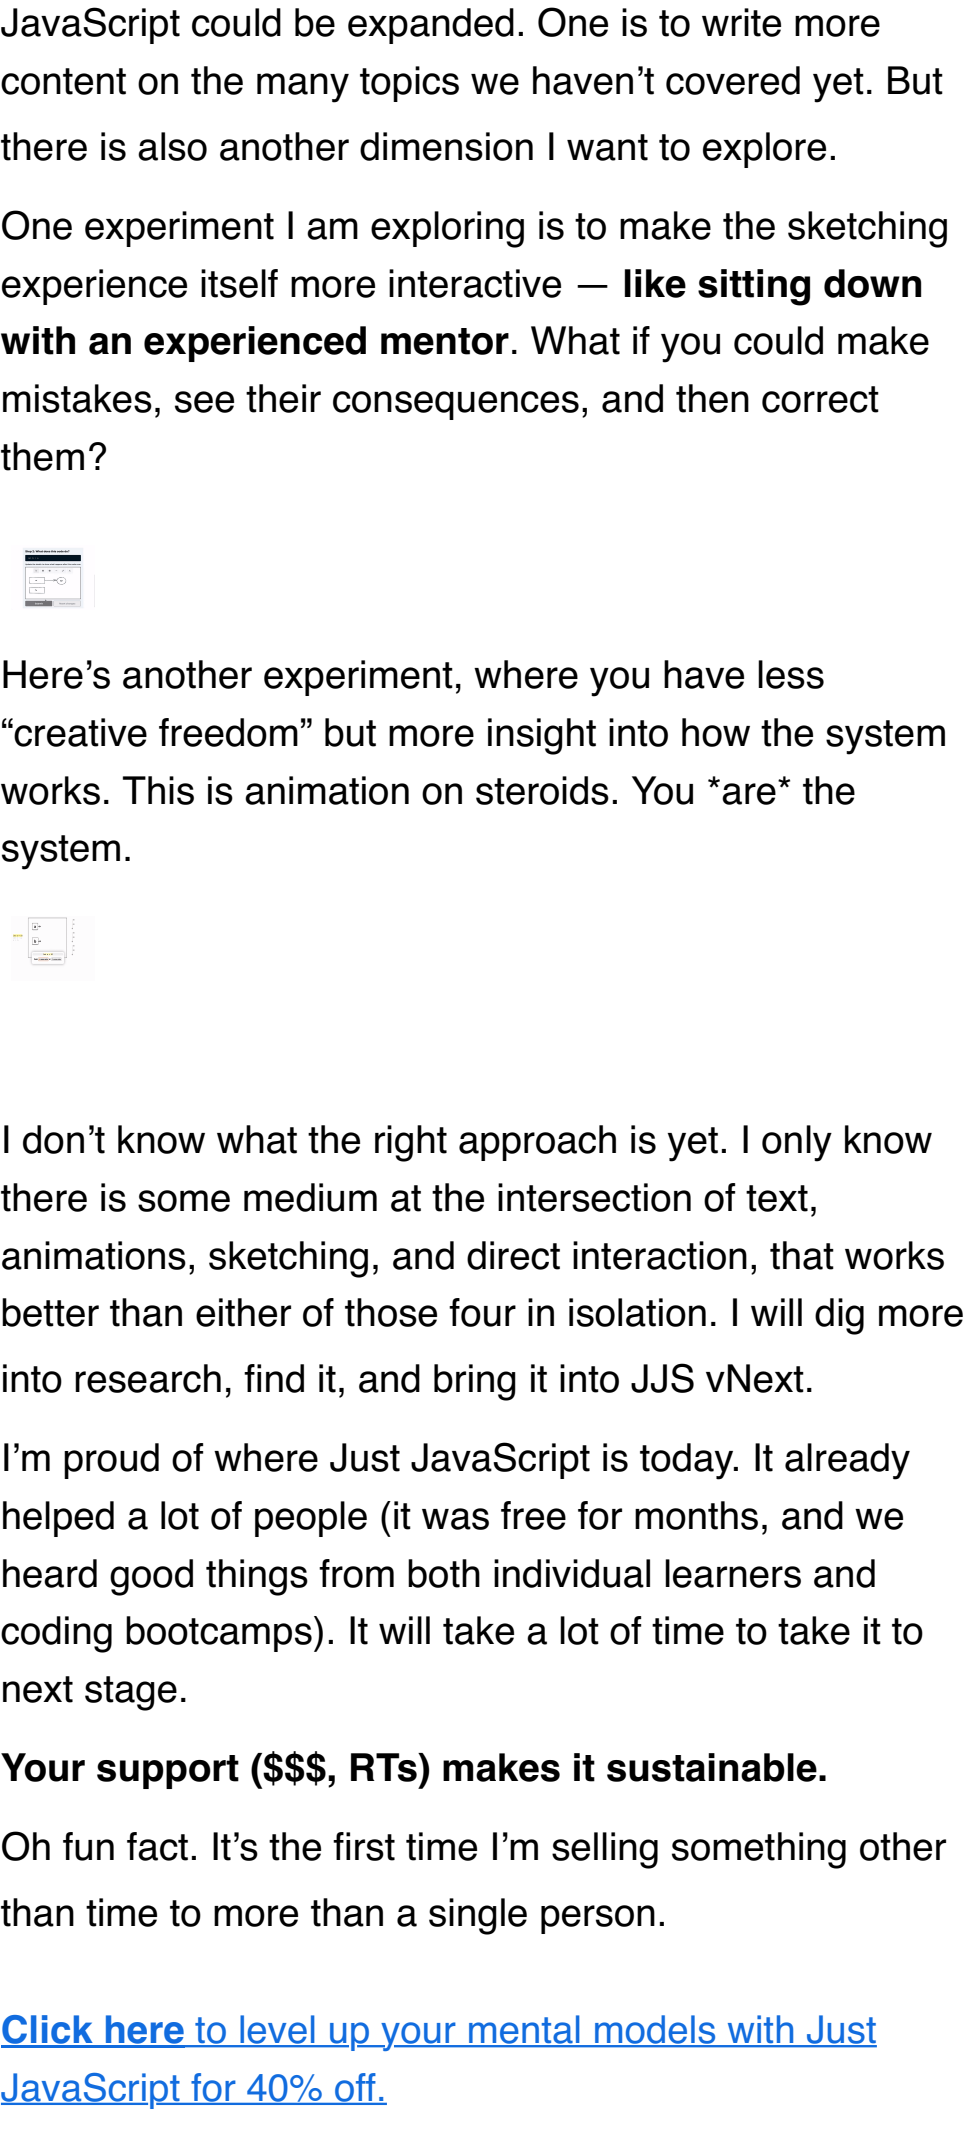 JavaScript could be expanded. One is to write more
content on the many topics we haven’t covered yet. But
there is also another dimension I want to explore.
One experiment I am exploring is to make the sketching
experience itself more interactive — like sitting down
with an experienced mentor. What if you could make
mistakes, see their consequences, and then correct
them?
Here’s another experiment, where you have less
“creative freedom” but more insight into how the system
works. This is animation on steroids. You *are* the
system.
I don’t know what the right approach is yet. I only know
there is some medium at the intersection of text,
animations, sketching, and direct interaction, that works
better than either of those four in isolation. I will dig more
into research, find it, and bring it into JJS vNext.
I’m proud of where Just JavaScript is today. It already
helped a lot of people (it was free for months, and we
heard good things from both individual learners and
coding bootcamps). It will take a lot of time to take it to
next stage.
Your support ($$$, RTs) makes it sustainable.
Oh fun fact. It’s the first time I’m selling something other
than time to more than a single person.
Click here to level up your mental models with Just
JavaScript for 40% off.